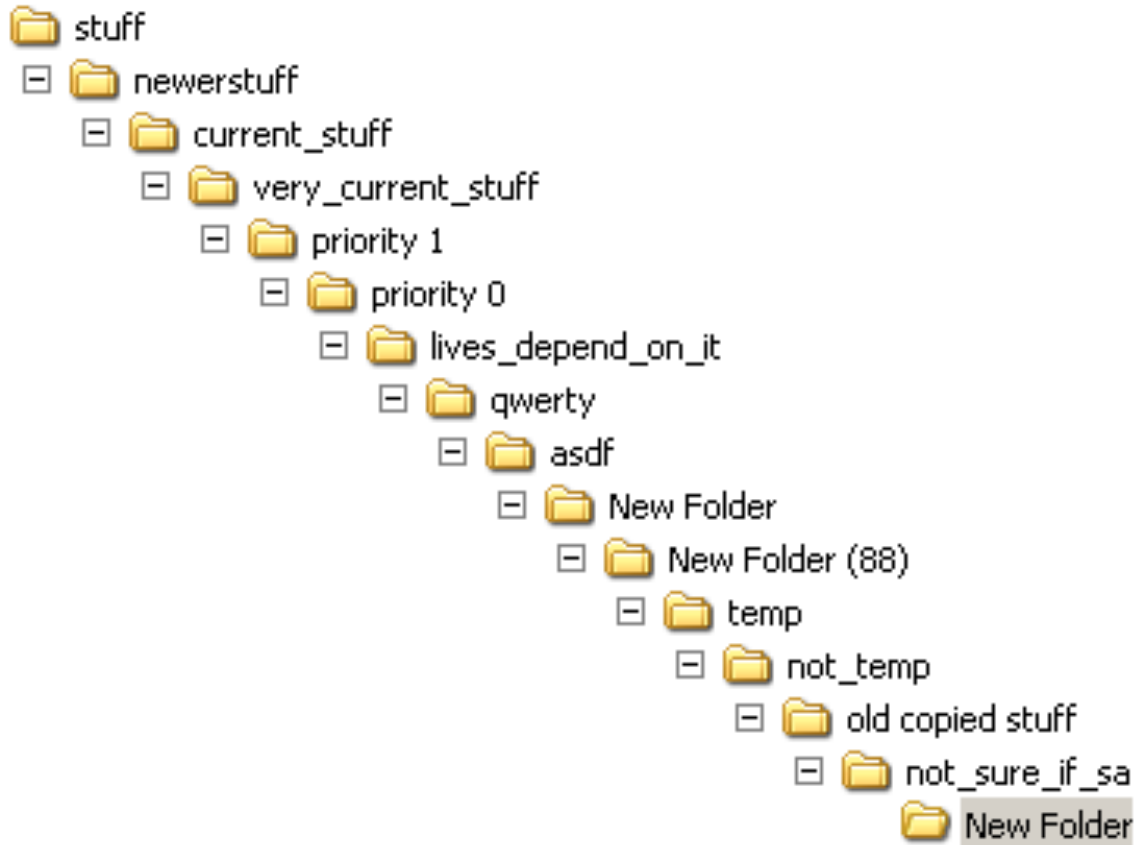 stuff
newerstuff
current_stuff
very_current_stuff
priority 1
priority 0
lives_depend_on_it
qwerty
asdf
New Folder
New Folder (88)
temp
not_temp
old copied stuff
not_sure_if_sa
New Folder